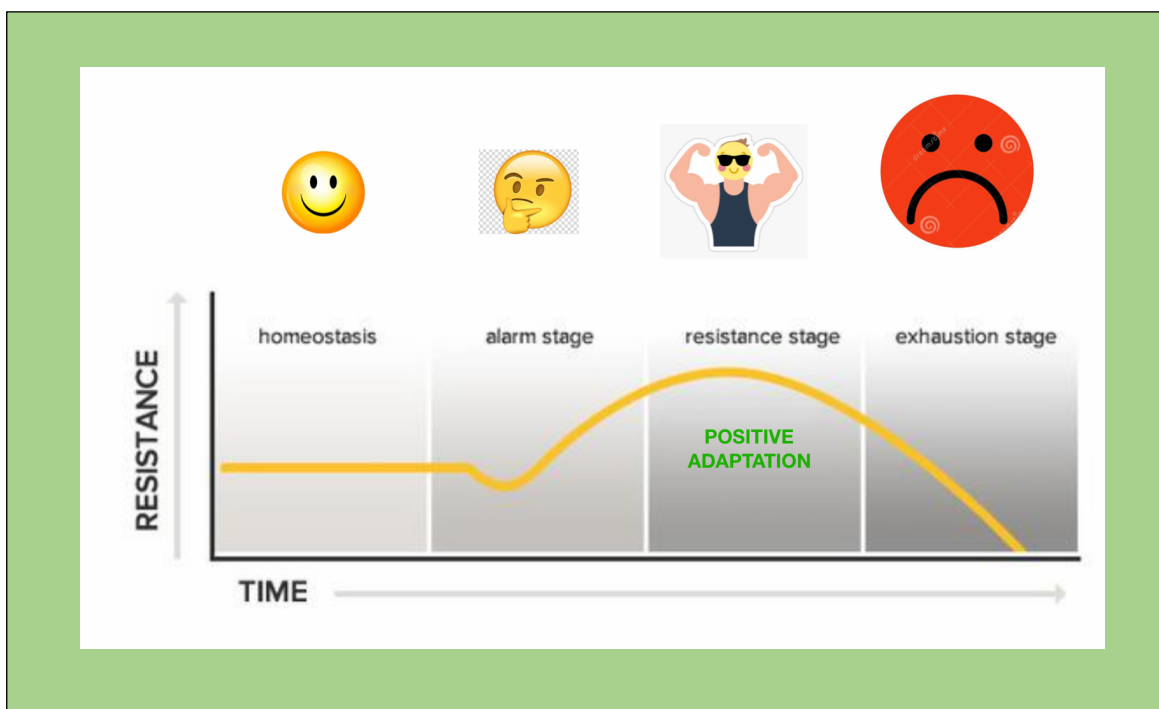 homeostasis
alarm stage
resistance stage
exhaustion stage
RESISTANCE
POSITIVE
ADAPTATION
TIME